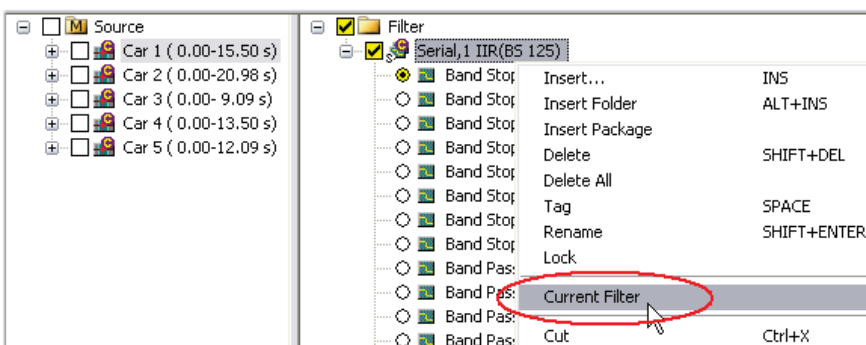 Source
Car 1 ( 0.00-15.50 s)
Car 2 ( 0.00-20.98 s)
Car 3 ( 0.00- 9.09 s)
Car 4 ( 0.00-13.50 s)
Car 5 ( 0.00-12.09 s)
Filter
Serial,1 IIR(BS 125)
Band Stop
Band Stop
Band Stop
Band Stop
Band Stop
Band Stop
Band Stop
Band Pass
Band Pass
Band Pass
Band Pass
Insert... INS
Insert Folder ALT+INS
Insert Package
Delete SHIFT+DEL
Delete All
Tag SPACE
Rename SHIFT+ENTER
Lock
Current Filter
Cut Ctrl+X